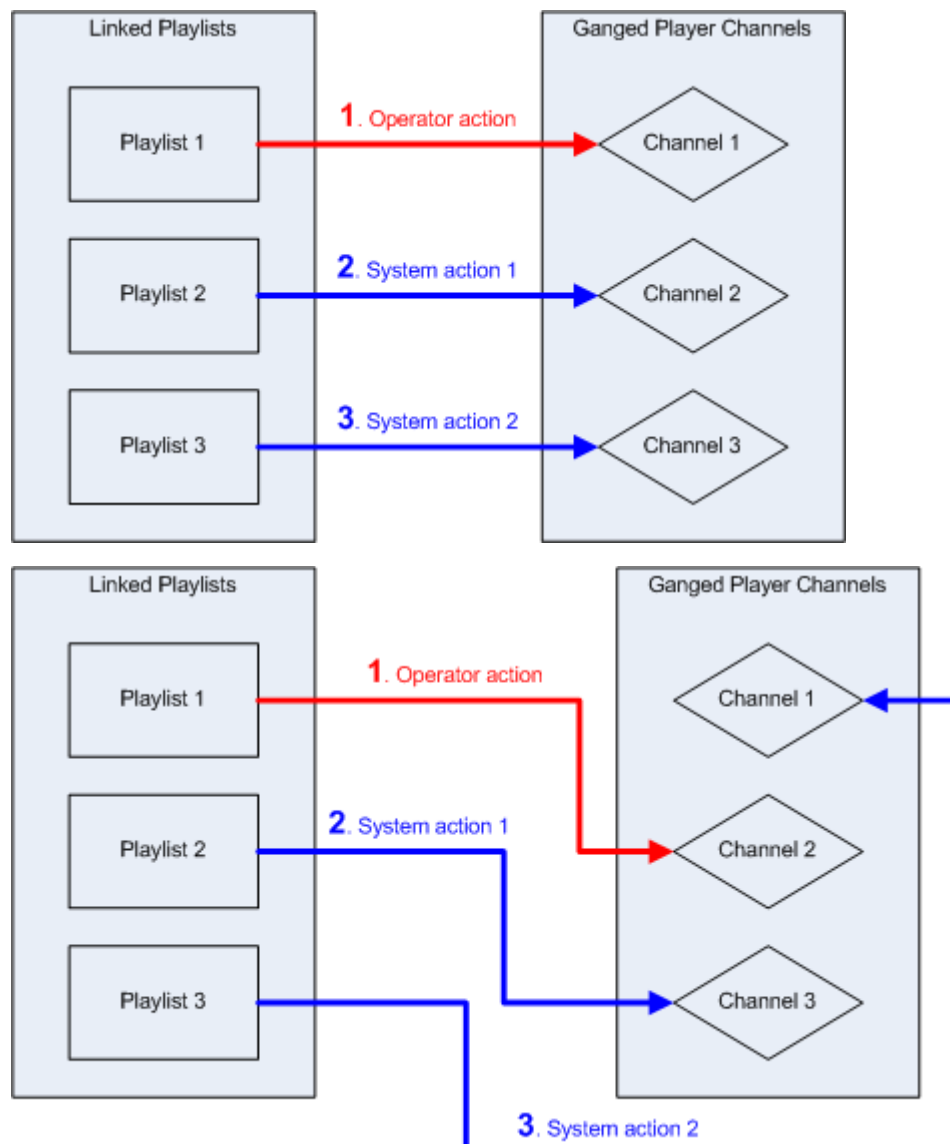 Linked Playlists
Ganged Player Channels
1. Operator action
Playlist 1
Channel 1
2. System action 1
Playlist 2
Channel 2
3. System action 2
Playlist 3
Channel 3
Linked Playlists
Ganged Player Channels
1. Operator action
Playlist 1
Channel 1
2. System action 1
Playlist 2
Channel 2
Playlist 3
Channel 3
3. System action 2